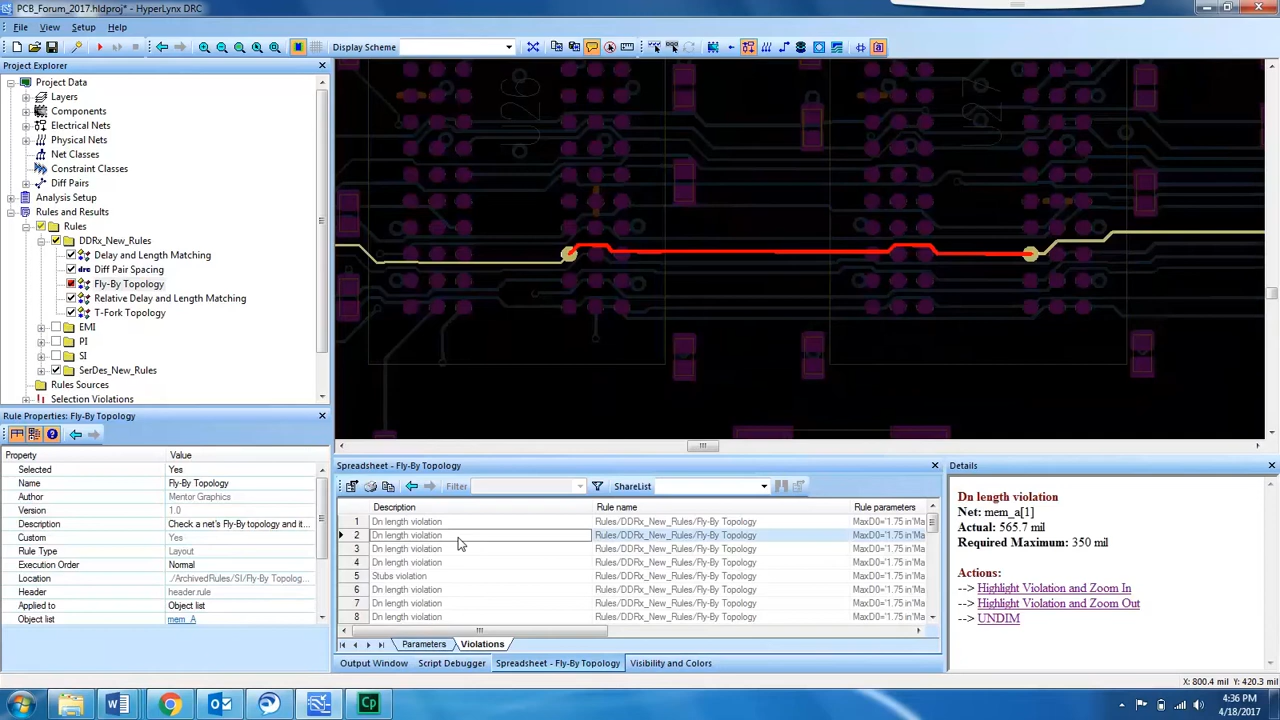 PCB_Forum_2017.hldproj* - HyperLynx DRC
File View Setup Help
Display Scheme
Project Explorer
Project Data
Layers
Components
Electrical Nets
Physical Nets
Net Classes
Constraint Classes
Diff Pairs
Analysis Setup
Rules and Results
Rules
DDRx_New_Rules
Delay and Length Matching
drc Diff Pair Spacing
Fly-By Topology
Relative Delay and Length Matching
T-Fork Topology
EMI
PI
SI
SerDes_New_Rules
Rules Sources
Selection Violations
U26
Rule Properties: Fly-By Topology
Property Value
Selected Yes
Name Fly-By Topology
Author Mentor Graphics
Version 1.0
Description Check a net's Fly-By topology and it...
Custom Yes
Rule Type Layout
Execution Order Normal
Location ./ArchivedRules/SI/Fly-By Topolog...
Header header.rule
Applied to Object list
Object list mem_A
Spreadsheet - Fly-By Topology
Filter ShareList
Description Rule name Rule parameters
1 Dn length violation Rules/DDRx_New_Rules/Fly-By Topology MaxD0='1.75 in'Ma
2 Dn length violation Rules/DDRx_New_Rules/Fly-By Topology MaxD0='1.75 in'Ma
3 Dn length violation Rules/DDRx_New_Rules/Fly-By Topology MaxD0='1.75 in'Ma
4 Dn length violation Rules/DDRx_New_Rules/Fly-By Topology MaxD0='1.75 in'Ma
5 Stubs violation Rules/DDRx_New_Rules/Fly-By Topology MaxD0='1.75 in'Ma
6 Dn length violation Rules/DDRx_New_Rules/Fly-By Topology MaxD0='1.75 in'Ma
7 Dn length violation Rules/DDRx_New_Rules/Fly-By Topology MaxD0='1.75 in'Ma
8 Dn length violation Rules/DDRx_New_Rules/Fly-By Topology MaxD0='1.75 in'Ma
Parameters Violations
Output Window Script Debugger Spreadsheet - Fly-By Topology Visibility and Colors
Details
Dn length violation
Net: mem_a[1]
Actual: 565.7 mil
Required Maximum: 350 mil
Actions:
--> Highlight Violation and Zoom In
--> Highlight Violation and Zoom Out
--> UNDIM
X: 800.4 mil Y: 420.3 mil
Cp
4:36 PM
4/18/2017